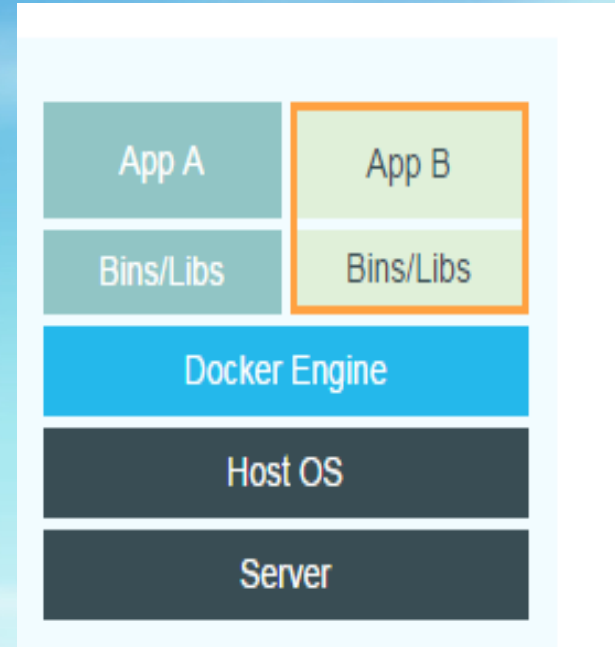 App A
App B
Bins/Libs
Bins/Libs
Docker Engine
Host OS
Server